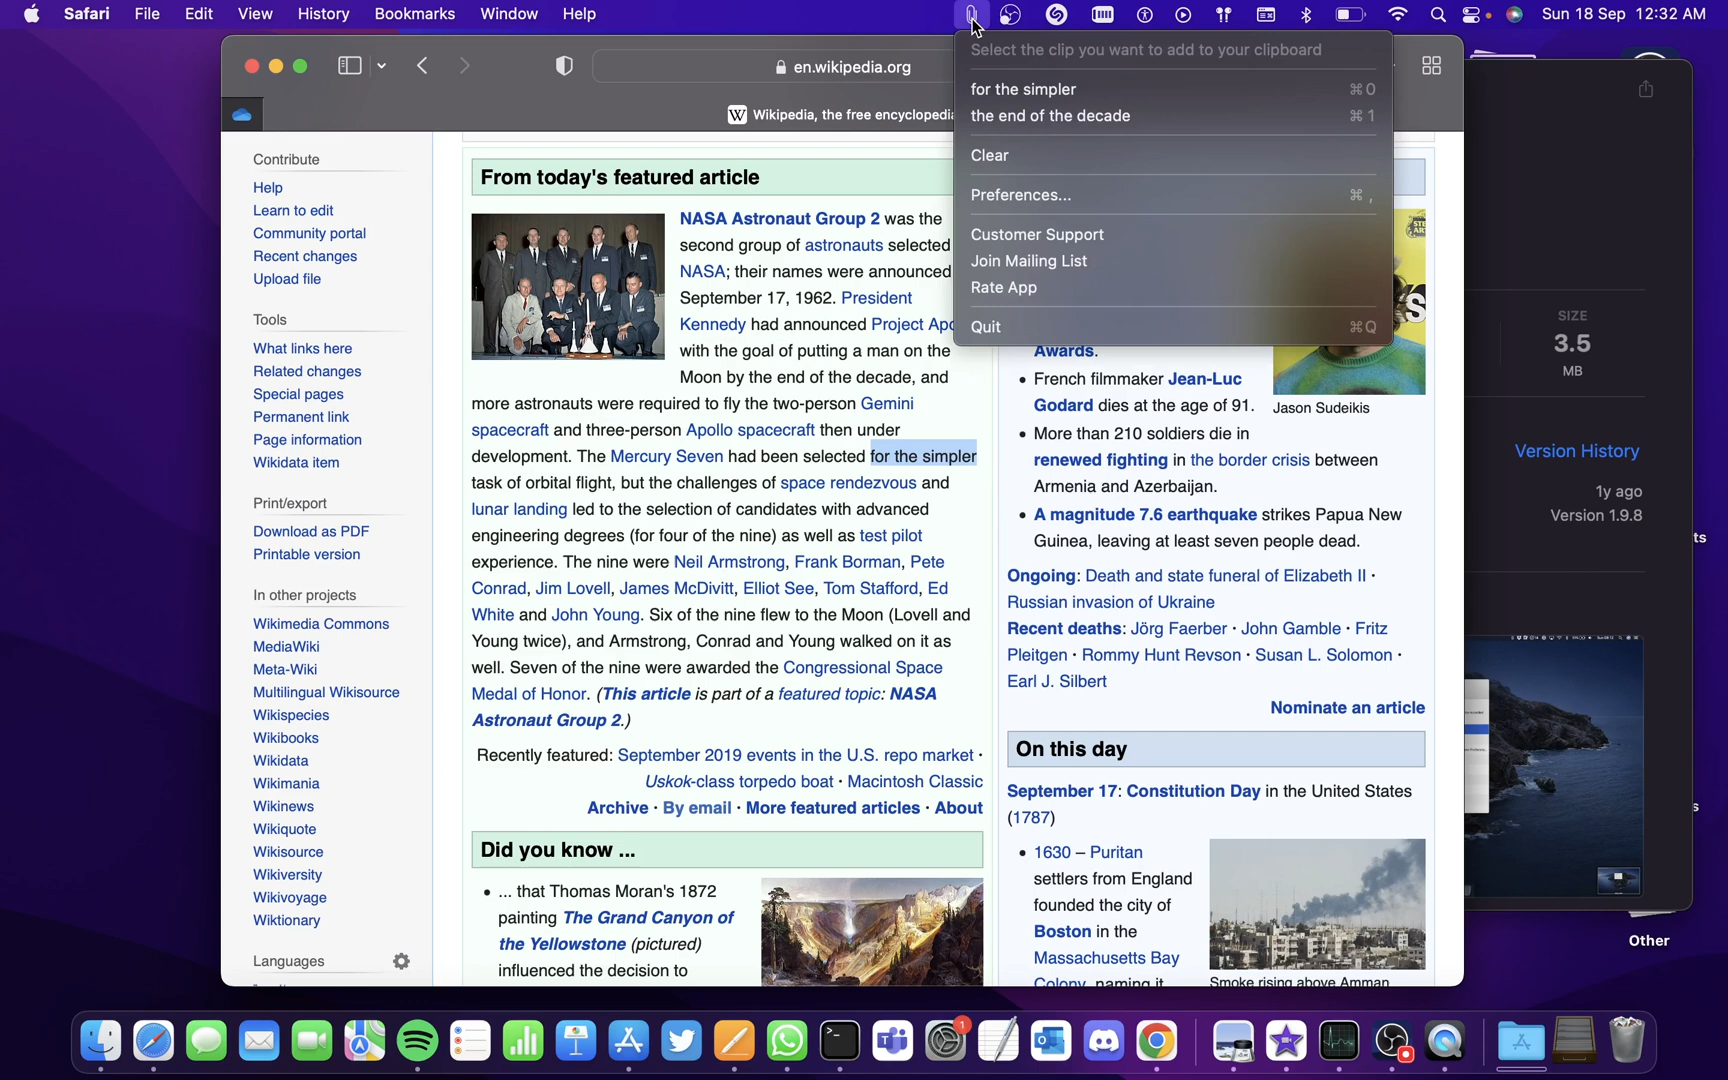 Safari File Edit View History Bookmarks Window Help
Sun 18 Sep 12:32 AM
en.wikipedia.org
W Wikipedia, the free encyclopedia
Select the clip you want to add to your clipboard
for the simpler ⌘0
the end of the decade ⌘1
Clear
Preferences... ⌘,
Customer Support
Join Mailing List
Rate App
Quit ⌘Q
Contribute
Help
Learn to edit
Community portal
Recent changes
Upload file
Tools
What links here
Related changes
Special pages
Permanent link
Page information
Wikidata item
Print/export
Download as PDF
Printable version
In other projects
Wikimedia Commons
MediaWiki
Meta-Wiki
Multilingual Wikisource
Wikispecies
Wikibooks
Wikidata
Wikimania
Wikinews
Wikiquote
Wikisource
Wikiversity
Wikivoyage
Wiktionary
Languages
From today's featured article
NASA Astronaut Group 2 was the
second group of astronauts selected
NASA; their names were announced
September 17, 1962. President
Kennedy had announced Project Apo
with the goal of putting a man on the
Moon by the end of the decade, and
more astronauts were required to fly the two-person Gemini
spacecraft and three-person Apollo spacecraft then under
development. The Mercury Seven had been selected for the simpler
task of orbital flight, but the challenges of space rendezvous and
lunar landing led to the selection of candidates with advanced
engineering degrees (for four of the nine) as well as test pilot
experience. The nine were Neil Armstrong, Frank Borman, Pete
Conrad, Jim Lovell, James McDivitt, Elliot See, Tom Stafford, Ed
White and John Young. Six of the nine flew to the Moon (Lovell and
Young twice), and Armstrong, Conrad and Young walked on it as
well. Seven of the nine were awarded the Congressional Space
Medal of Honor. (This article is part of a featured topic: NASA
Astronaut Group 2.)
Recently featured: September 2019 events in the U.S. repo market ·
Uskok-class torpedo boat · Macintosh Classic
Archive · By email · More featured articles · About
Did you know ...
• ... that Thomas Moran's 1872
painting The Grand Canyon of
the Yellowstone (pictured)
influenced the decision to
Awards.
• French filmmaker Jean-Luc
Godard dies at the age of 91.
Jason Sudeikis
• More than 210 soldiers die in
renewed fighting in the border crisis between
Armenia and Azerbaijan.
• A magnitude 7.6 earthquake strikes Papua New
Guinea, leaving at least seven people dead.
Ongoing: Death and state funeral of Elizabeth II ·
Russian invasion of Ukraine
Recent deaths: Jörg Faerber · John Gamble · Fritz
Pleitgen · Rommy Hunt Revson · Susan L. Solomon ·
Earl J. Silbert
Nominate an article
On this day
September 17: Constitution Day in the United States
(1787)
• 1630 – Puritan
settlers from England
founded the city of
Boston in the
Massachusetts Bay
Colony, naming it
Smoke rising above Amman
SIZE
3.5
MB
Version History
1y ago
Version 1.9.8
ts
s
Other
1